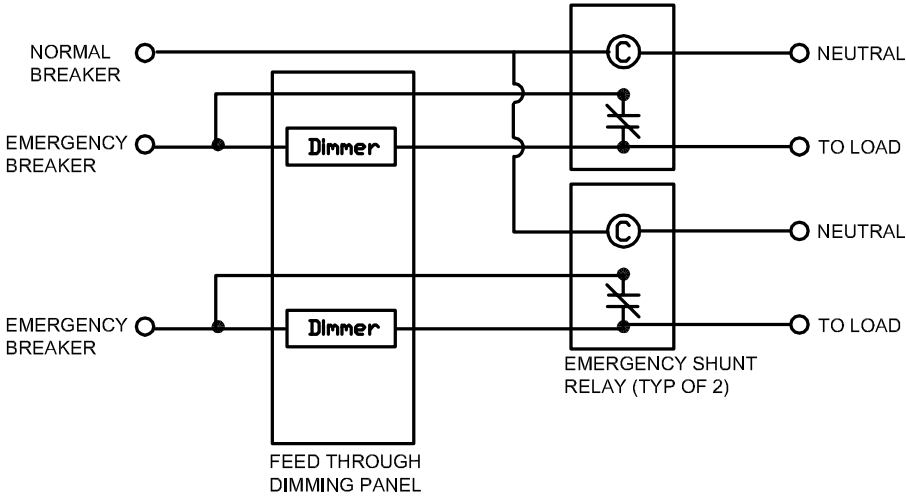 NORMAL
BREAKER
C
NEUTRAL
EMERGENCY
BREAKER
Dimmer
TO LOAD
C
NEUTRAL
EMERGENCY
BREAKER
Dimmer
TO LOAD
EMERGENCY SHUNT
RELAY (TYP OF 2)
FEED THROUGH
DIMMING PANEL